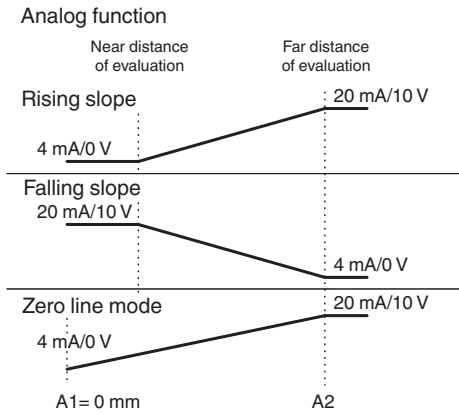 Analog function
Near distance
of evaluation
Far distance
of evaluation
Rising slope
20 mA/10 V
4 mA/0 V
Falling slope
20 mA/10 V
4 mA/0 V
Zero line mode
20 mA/10 V
4 mA/0 V
A1= 0 mm
A2